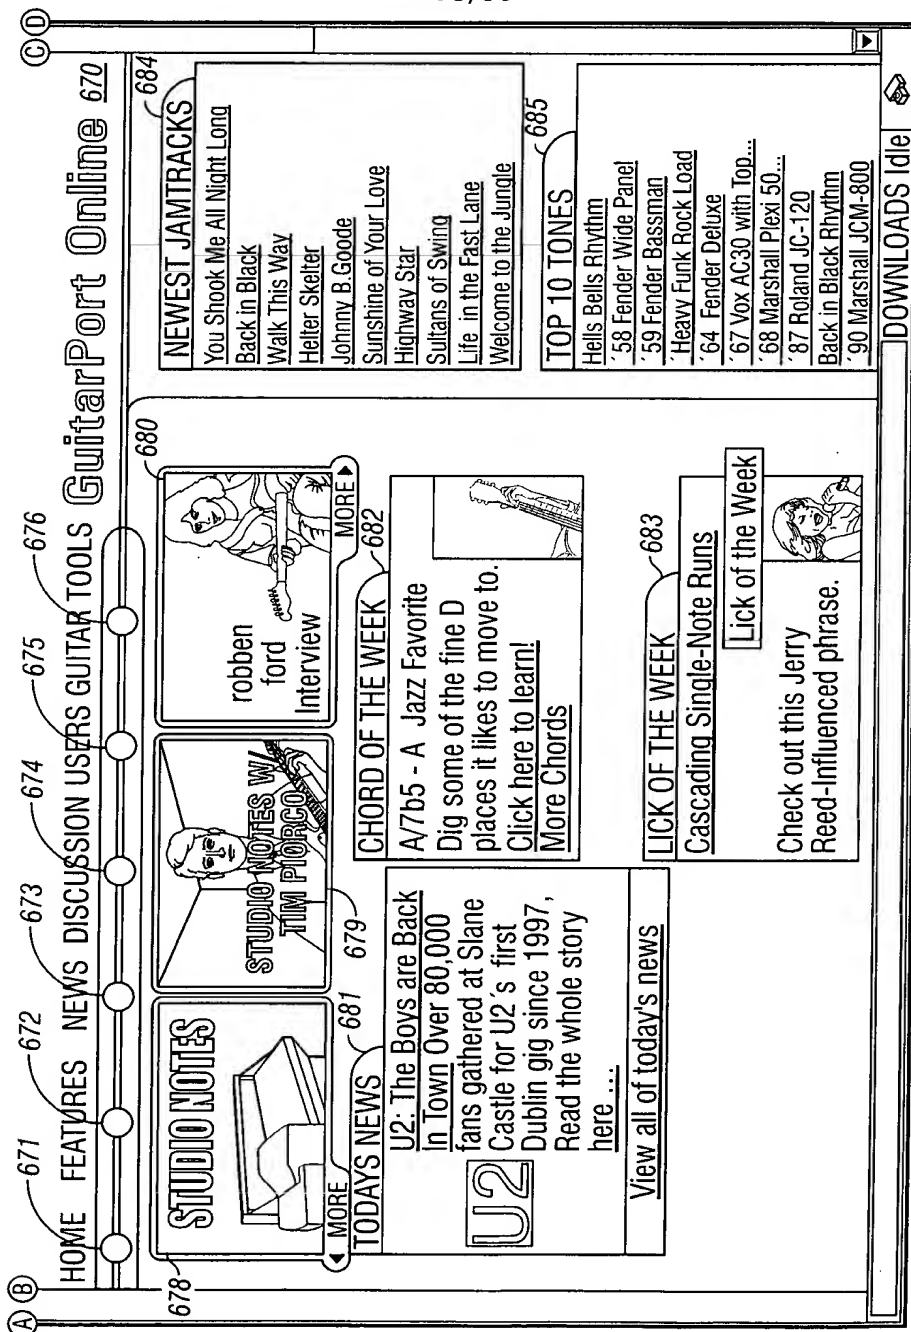 Ⓐ Ⓑ
Ⓒ Ⓓ
671
672
673
674
675
676
HOME FEATURES NEWS DISCUSSION USERS GUITAR TOOLS GuitarPort Online 670
678
STUDIO NOTES
MORE
679
STUDIO NOTES W/
TIM PIORCO
680
robben
ford
Interview
MORE
681
TODAYS NEWS
U2
U2: The Boys are Back
in Town Over 80,000
fans gathered at Slane
Castle for U2´s first
Dublin gig since 1997,
Read the whole story
here ...
View all of today's news
682
CHORD OF THE WEEK
A/7b5 - A Jazz Favorite
Dig some of the fine D
places it likes to move to.
Click here to learn!
More Chords
683
LICK OF THE WEEK
Cascading Single-Note Runs
Lick of the Week
Check out this Jerry
Reed-Influenced phrase.
684
NEWEST JAMTRACKS
You Shook Me All Night Long
Back in Black
Walk This Way
Helter Skelter
Johnny B.Goode
Sunshine of Your Love
Highway Star
Sultans of Swing
Life in the Fast Lane
Welcome to the Jungle
685
TOP 10 TONES
Hells Bells Rhythm
´58 Fender Wide Panel
´59 Fender Bassman
Heavy Funk Rock Load
´64 Fender Deluxe
´67 Vox AC30 with Top...
´68 Marshall Plexi 50...
´87 Roland JC-120
Back in Black Rhythm
´90 Marshall JCM-800
DOWNLOADS Idle